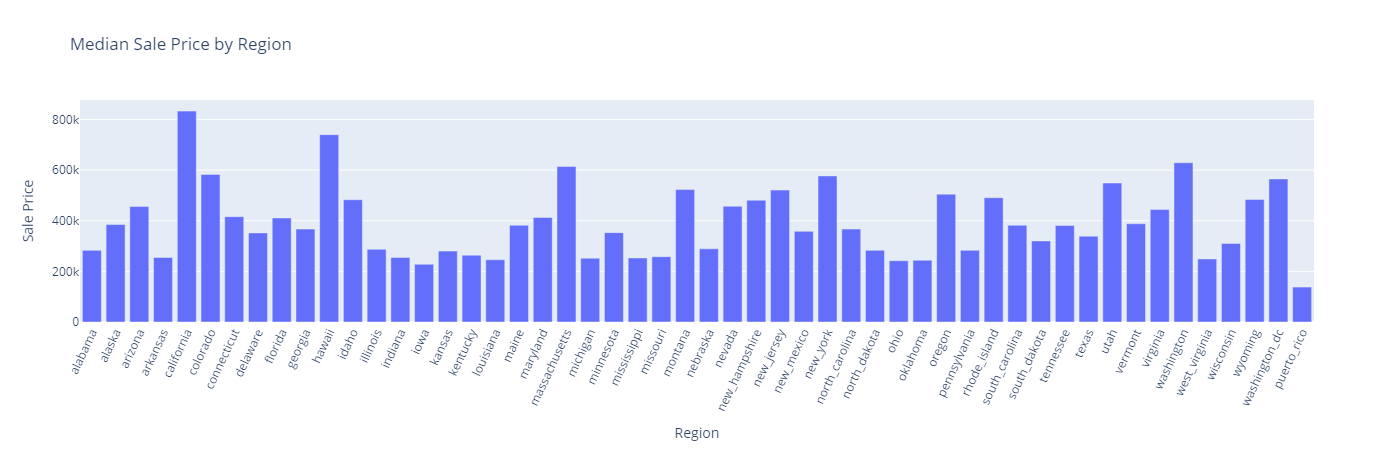 Median Sale Price by Region
Sale Price
800k
600k
400k
200k
0
alabama
alaska
arizona
arkansas
california
colorado
connecticut
delaware
florida
georgia
hawaii
idaho
illinois
indiana
iowa
kansas
kentucky
louisiana
maine
maryland
massachusetts
michigan
minnesota
mississippi
missouri
montana
nebraska
nevada
new_hampshire
new_jersey
new_mexico
new_york
north_carolina
north_dakota
ohio
oklahoma
oregon
pennsylvania
rhode_island
south_carolina
south_dakota
tennessee
texas
utah
vermont
virginia
washington
west_virginia
wisconsin
wyoming
washington_dc
puerto_rico
Region